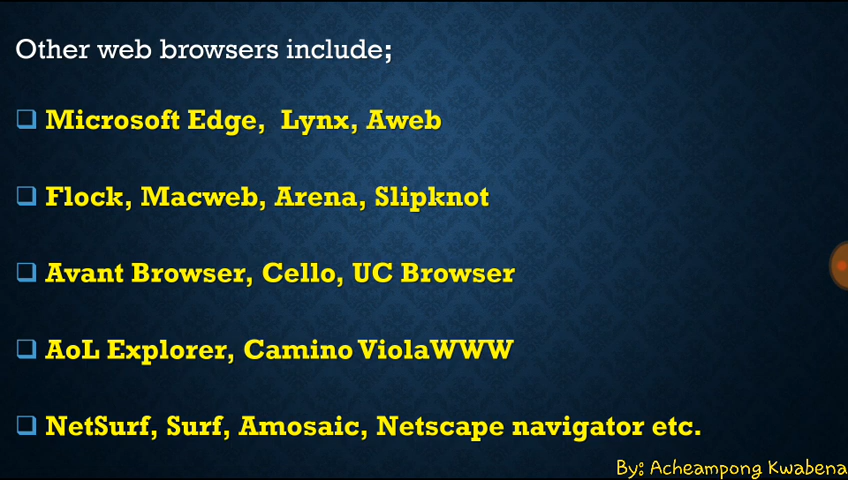 Other web browsers include;
Microsoft Edge, Lynx, Aweb
Flock, Macweb, Arena, Slipknot
Avant Browser, Cello, UC Browser
AoL Explorer, Camino ViolaWWW
NetSurf, Surf, Amosaic, Netscape navigator etc.
By: Acheampong Kwabena